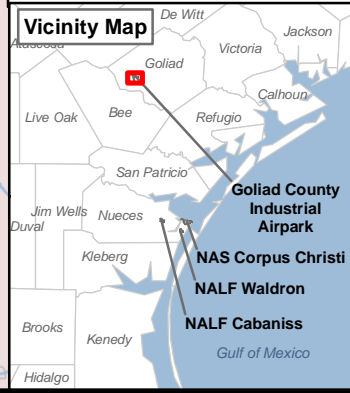 Vicinity Map
De Witt
Jackson
Atascosa
Goliad
Victoria
Calhoun
Live Oak
Bee
Refugio
San Patricio
Goliad County
Industrial
Airpark
Jim Wells
Nueces
Duval
Kleberg
NAS Corpus Christi
NALF Waldron
NALF Cabaniss
Brooks
Kenedy
Gulf of Mexico
Hidalgo